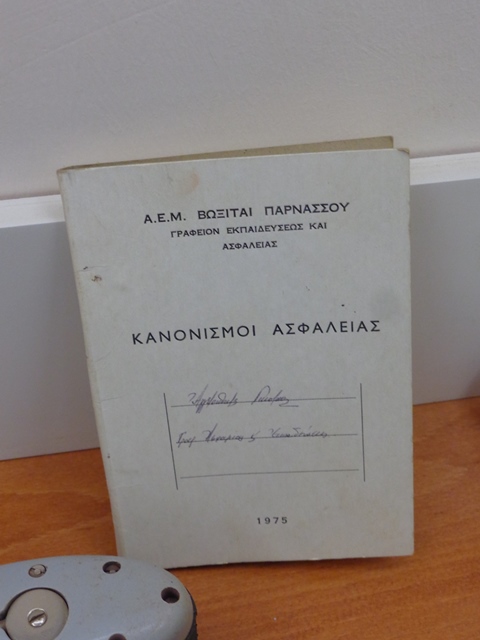 Α.Ε.Μ. ΒΩΞΙΤΑΙ ΠΑΡΝΑΣΣΟΥ
ΓΡΑΦΕΙΟΝ ΕΚΠΑΙΔΕΥΣΕΩΣ ΚΑΙ
ΑΣΦΑΛΕΙΑΣ
ΚΑΝΟΝΙΣΜΟΙ ΑΣΦΑΛΕΙΑΣ
1975